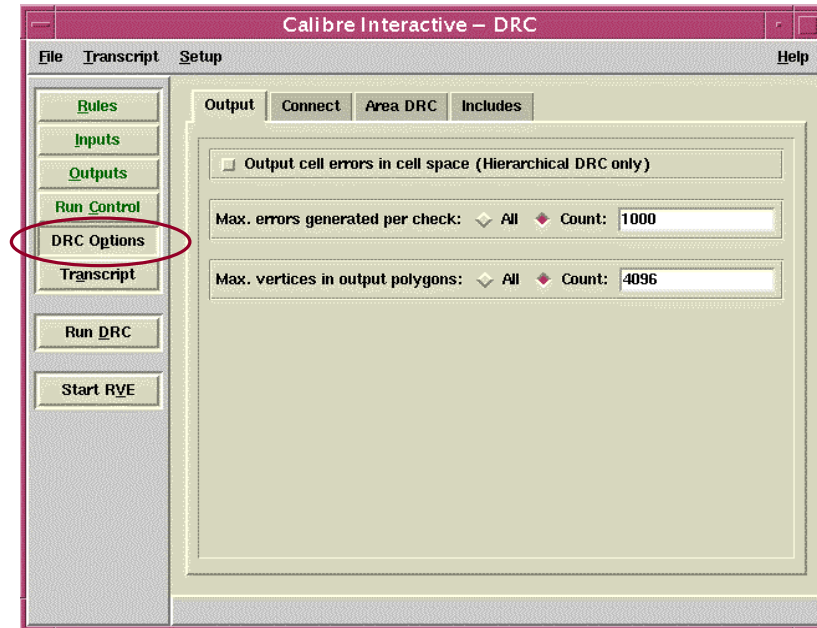 Calibre Interactive – DRC
File Transcript Setup Help
Rules
Inputs
Outputs
Run Control
DRC Options
Transcript
Run DRC
Start RVE
Output Connect Area DRC Includes
Output cell errors in cell space (Hierarchical DRC only)
Max. errors generated per check: All Count: 1000
Max. vertices in output polygons: All Count: 4096